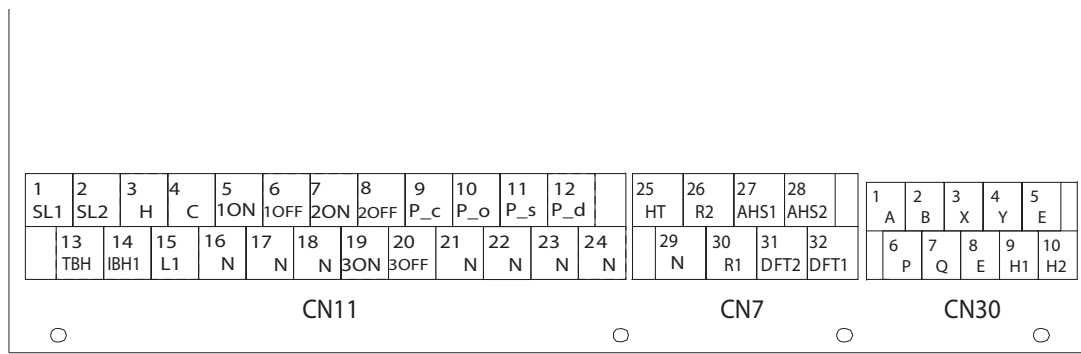 1 2 3 4 5 6 7 8 9 10 11 12
SL1 SL2 H C 1ON 1OFF 2ON 2OFF P_c P_o P_s P_d
13 14 15 16 17 18 19 20 21 22 23 24
TBH IBH1 L1 N N N 3ON 3OFF N N N N
CN11
25 26 27 28
HT R2 AHS1 AHS2
29 30 31 32
N R1 DFT2 DFT1
CN7
1 2 3 4 5
A B X Y E
6 7 8 9 10
P Q E H1 H2
CN30